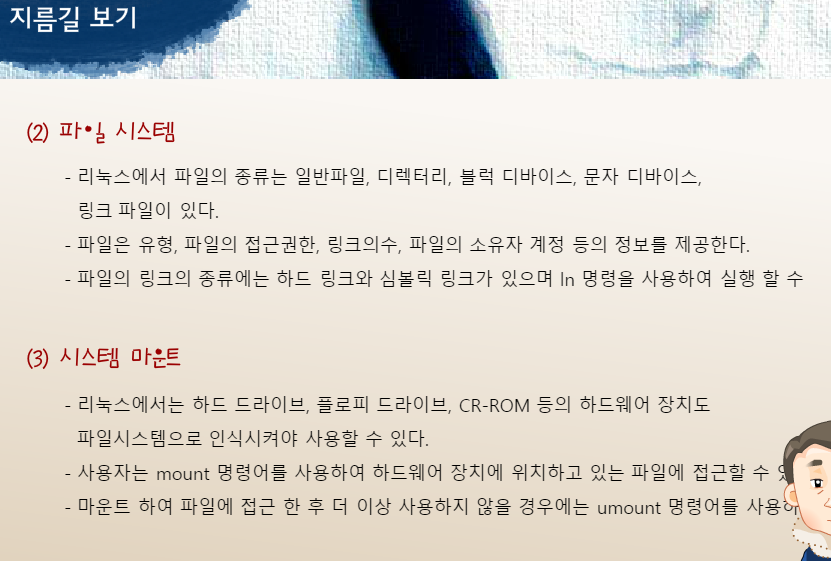 지름길 보기
(2) 파일 시스템
- 리눅스에서 파일의 종류는 일반파일, 디렉터리, 블럭 디바이스, 문자 디바이스,
링크 파일이 있다.
- 파일은 유형, 파일의 접근권한, 링크의수, 파일의 소유자 계정 등의 정보를 제공한다.
- 파일의 링크의 종류에는 하드 링크와 심볼릭 링크가 있으며 ln 명령을 사용하여 실행 할 수
(3) 시스템 마운트
- 리눅스에서는 하드 드라이브, 플로피 드라이브, CR-ROM 등의 하드웨어 장치도
파일시스템으로 인식시켜야 사용할 수 있다.
- 사용자는 mount 명령어를 사용하여 하드웨어 장치에 위치하고 있는 파일에 접근할 수
- 마운트 하여 파일에 접근 한 후 더 이상 사용하지 않을 경우에는 umount 명령어를